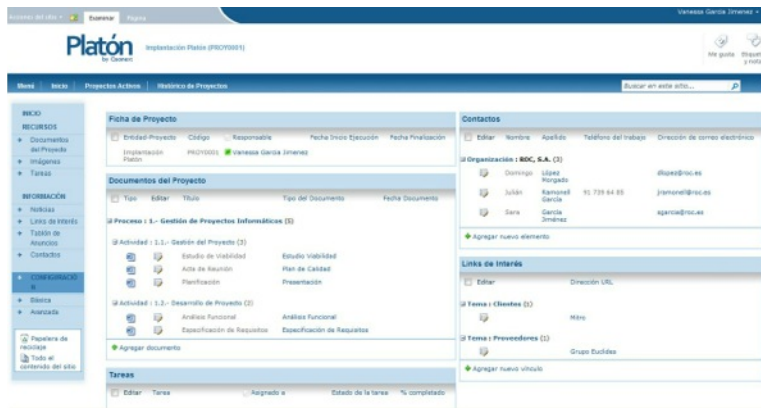 Acciones del sitio
Examinar
Página
Vanessa García Jimenez
Platón
by Oxineri
Implantación Platón (PROY0001)
Me gusta
Etiquetas y notas
Menú
Inicio
Proyectos Activos
Histórico de Proyectos
Buscar en este sitio...
INICIO
RECURSOS
Documentos del Proyecto
Imágenes
Tareas
INFORMACIÓN
Noticias
Links de Interés
Tablón de Anuncios
Contactos
CONFIGURACIÓN
Básica
Avanzada
Papelera de reciclaje
Todo el contenido del sitio
Ficha de Proyecto
Entidad-Proyecto Código Responsable Fecha Inicio Ejecución Fecha Finalización
Implantación Platón PROY0001 Vanessa García Jimenez
Documentos del Proyecto
Tipo Editar Título Tipo del Documento Fecha Documento
Proceso : 1.- Gestión de Proyectos Informáticos (5)
Actividad : 1.1.- Gestión del Proyecto (3)
Estudio de Viabilidad Estudio Viabilidad
Acta de Reunión Plan de Calidad
Planificación Presentación
Actividad : 1.2.- Desarrollo de Proyecto (2)
Análisis Funcional Análisis Funcional
Especificación de Requisitos Especificación de Requisitos
Agregar documento
Tareas
Editar Tarea Asignado a Estado de la tarea % completado
Contactos
Editar Nombre Apellido Teléfono del trabajo Dirección de correo electrónico
Organización : ROC, S.A. (3)
Domingo López Morgado dlopez@roc.es
Julián Ramonell García 91 729 64 85 jramonell@roc.es
Sara García Jiménez sgarcia@roc.es
Agregar nuevo elemento
Links de Interés
Editar Dirección URL
Tema : Clientes (1)
Tema : Proveedores (1)
Grupo Euclides
Agregar nuevo vínculo